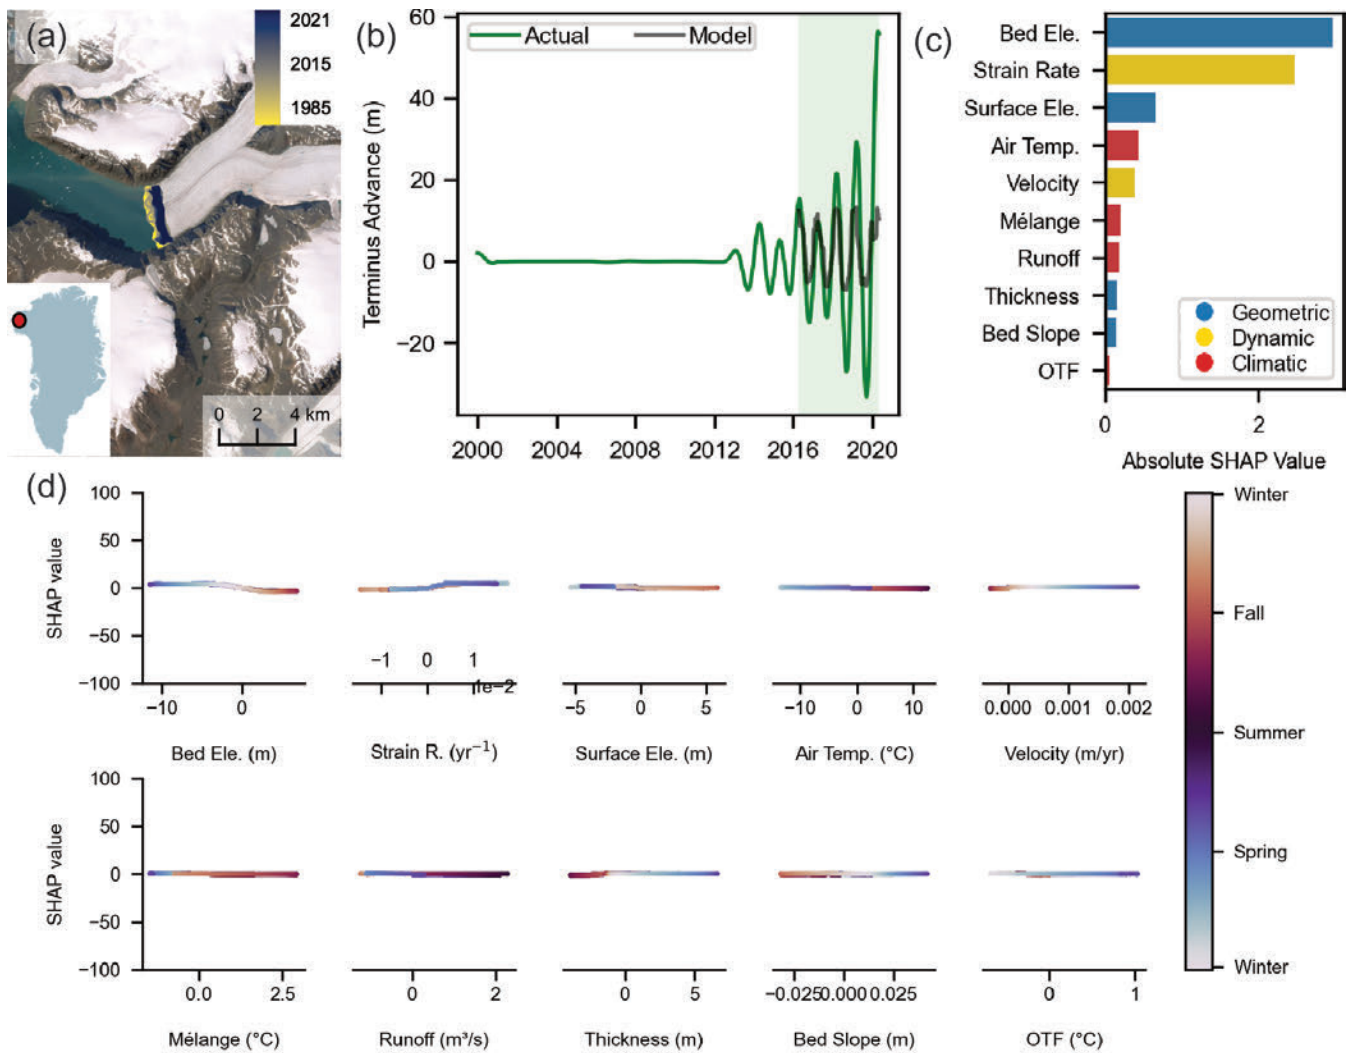 (a)
2021
2015
1985
0 2 4 km
(b)
Actual
Model
Terminus Advance (m)
60
40
20
0
−20
2000 2004 2008 2012 2016 2020
(c)
Bed Ele.
Strain Rate
Surface Ele.
Air Temp.
Velocity
Mélange
Runoff
Thickness
Bed Slope
OTF
Geometric
Dynamic
Climatic
0 2
Absolute SHAP Value
(d)
SHAP value
100
50
0
−50
−100
−10 0
Bed Ele. (m)
−1 0 1
1e−2
Strain R. (yr⁻¹)
−5 0 5
Surface Ele. (m)
−10 0 10
Air Temp. (°C)
0.000 0.001 0.002
Velocity (m/yr)
SHAP value
100
50
0
−50
−100
0.0 2.5
Mélange (°C)
0 2
Runoff (m³/s)
0 5
Thickness (m)
−0.025 0.000 0.025
Bed Slope (m)
0 1
OTF (°C)
Winter
Fall
Summer
Spring
Winter